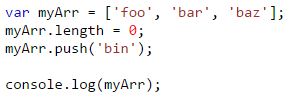 var myArr = ['foo', 'bar', 'baz'];
myArr.length = 0;
myArr.push('bin');

console.log(myArr);